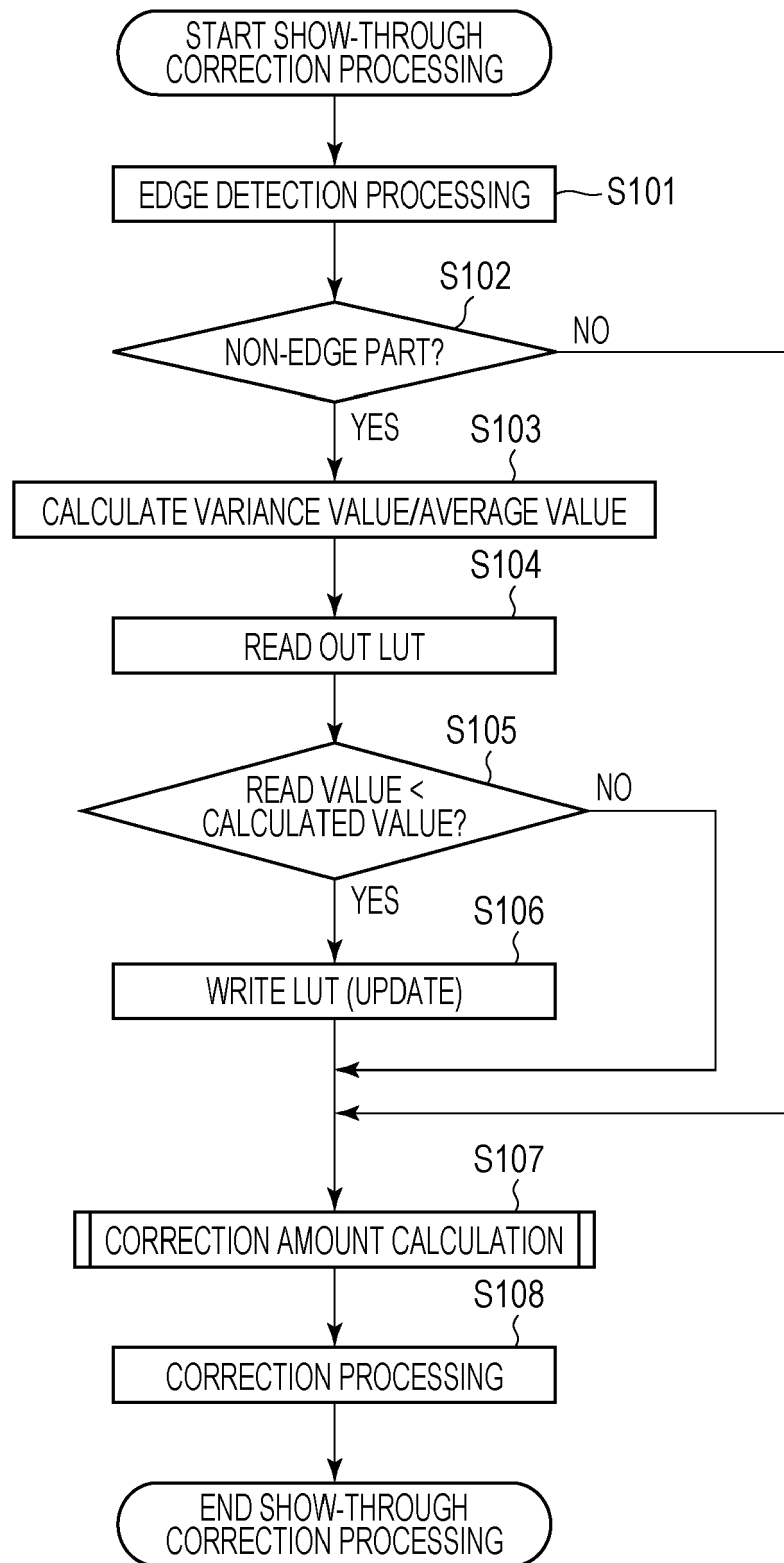 START SHOW-THROUGH
CORRECTION PROCESSING
EDGE DETECTION PROCESSING
S101
S102
NON-EDGE PART?
NO
YES
S103
CALCULATE VARIANCE VALUE/AVERAGE VALUE
S104
READ OUT LUT
S105
READ VALUE <
CALCULATED VALUE?
NO
YES
S106
WRITE LUT (UPDATE)
S107
CORRECTION AMOUNT CALCULATION
S108
CORRECTION PROCESSING
END SHOW-THROUGH
CORRECTION PROCESSING